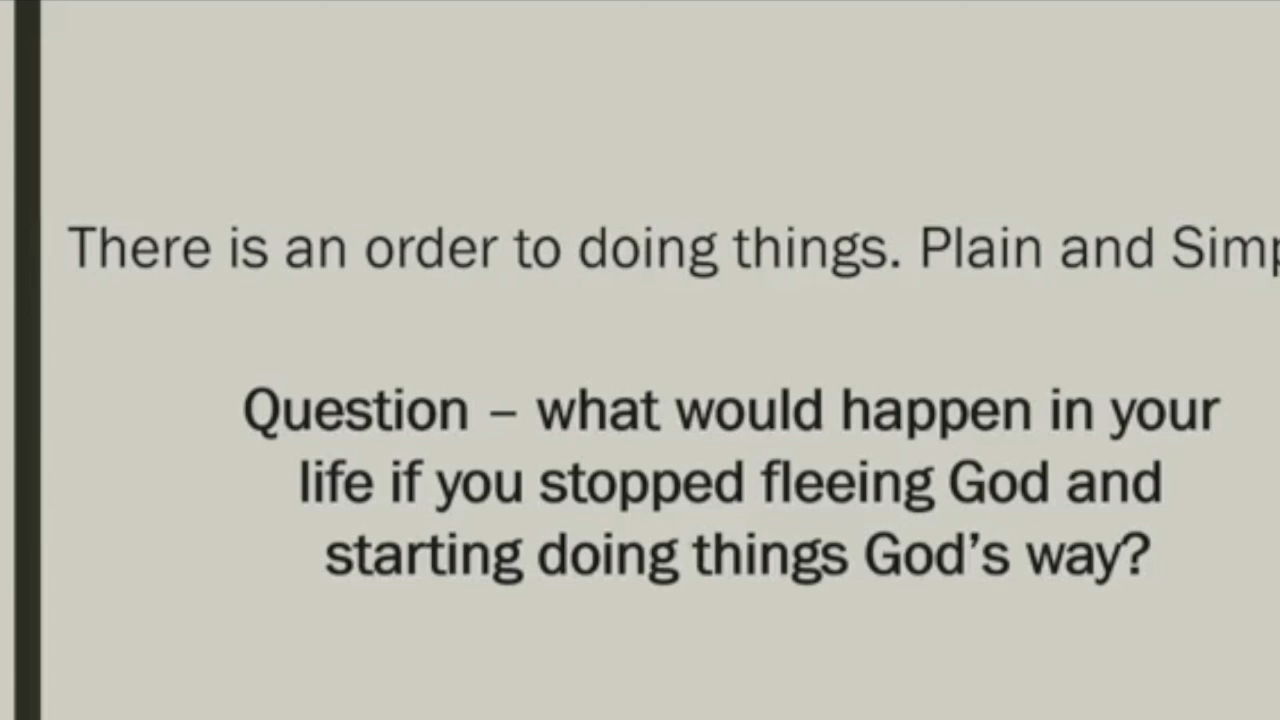 There is an order to doing things. Plain and Simp
Question – what would happen in your
life if you stopped fleeing God and
starting doing things God’s way?